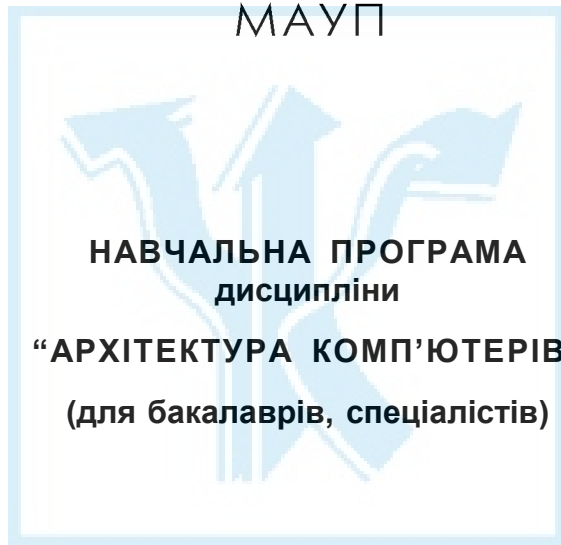 МАУП
НАВЧАЛЬНА ПРОГРАМА
дисципліни
“АРХІТЕКТУРА КОМП’ЮТЕРІВ
(для бакалаврів, спеціалістів)